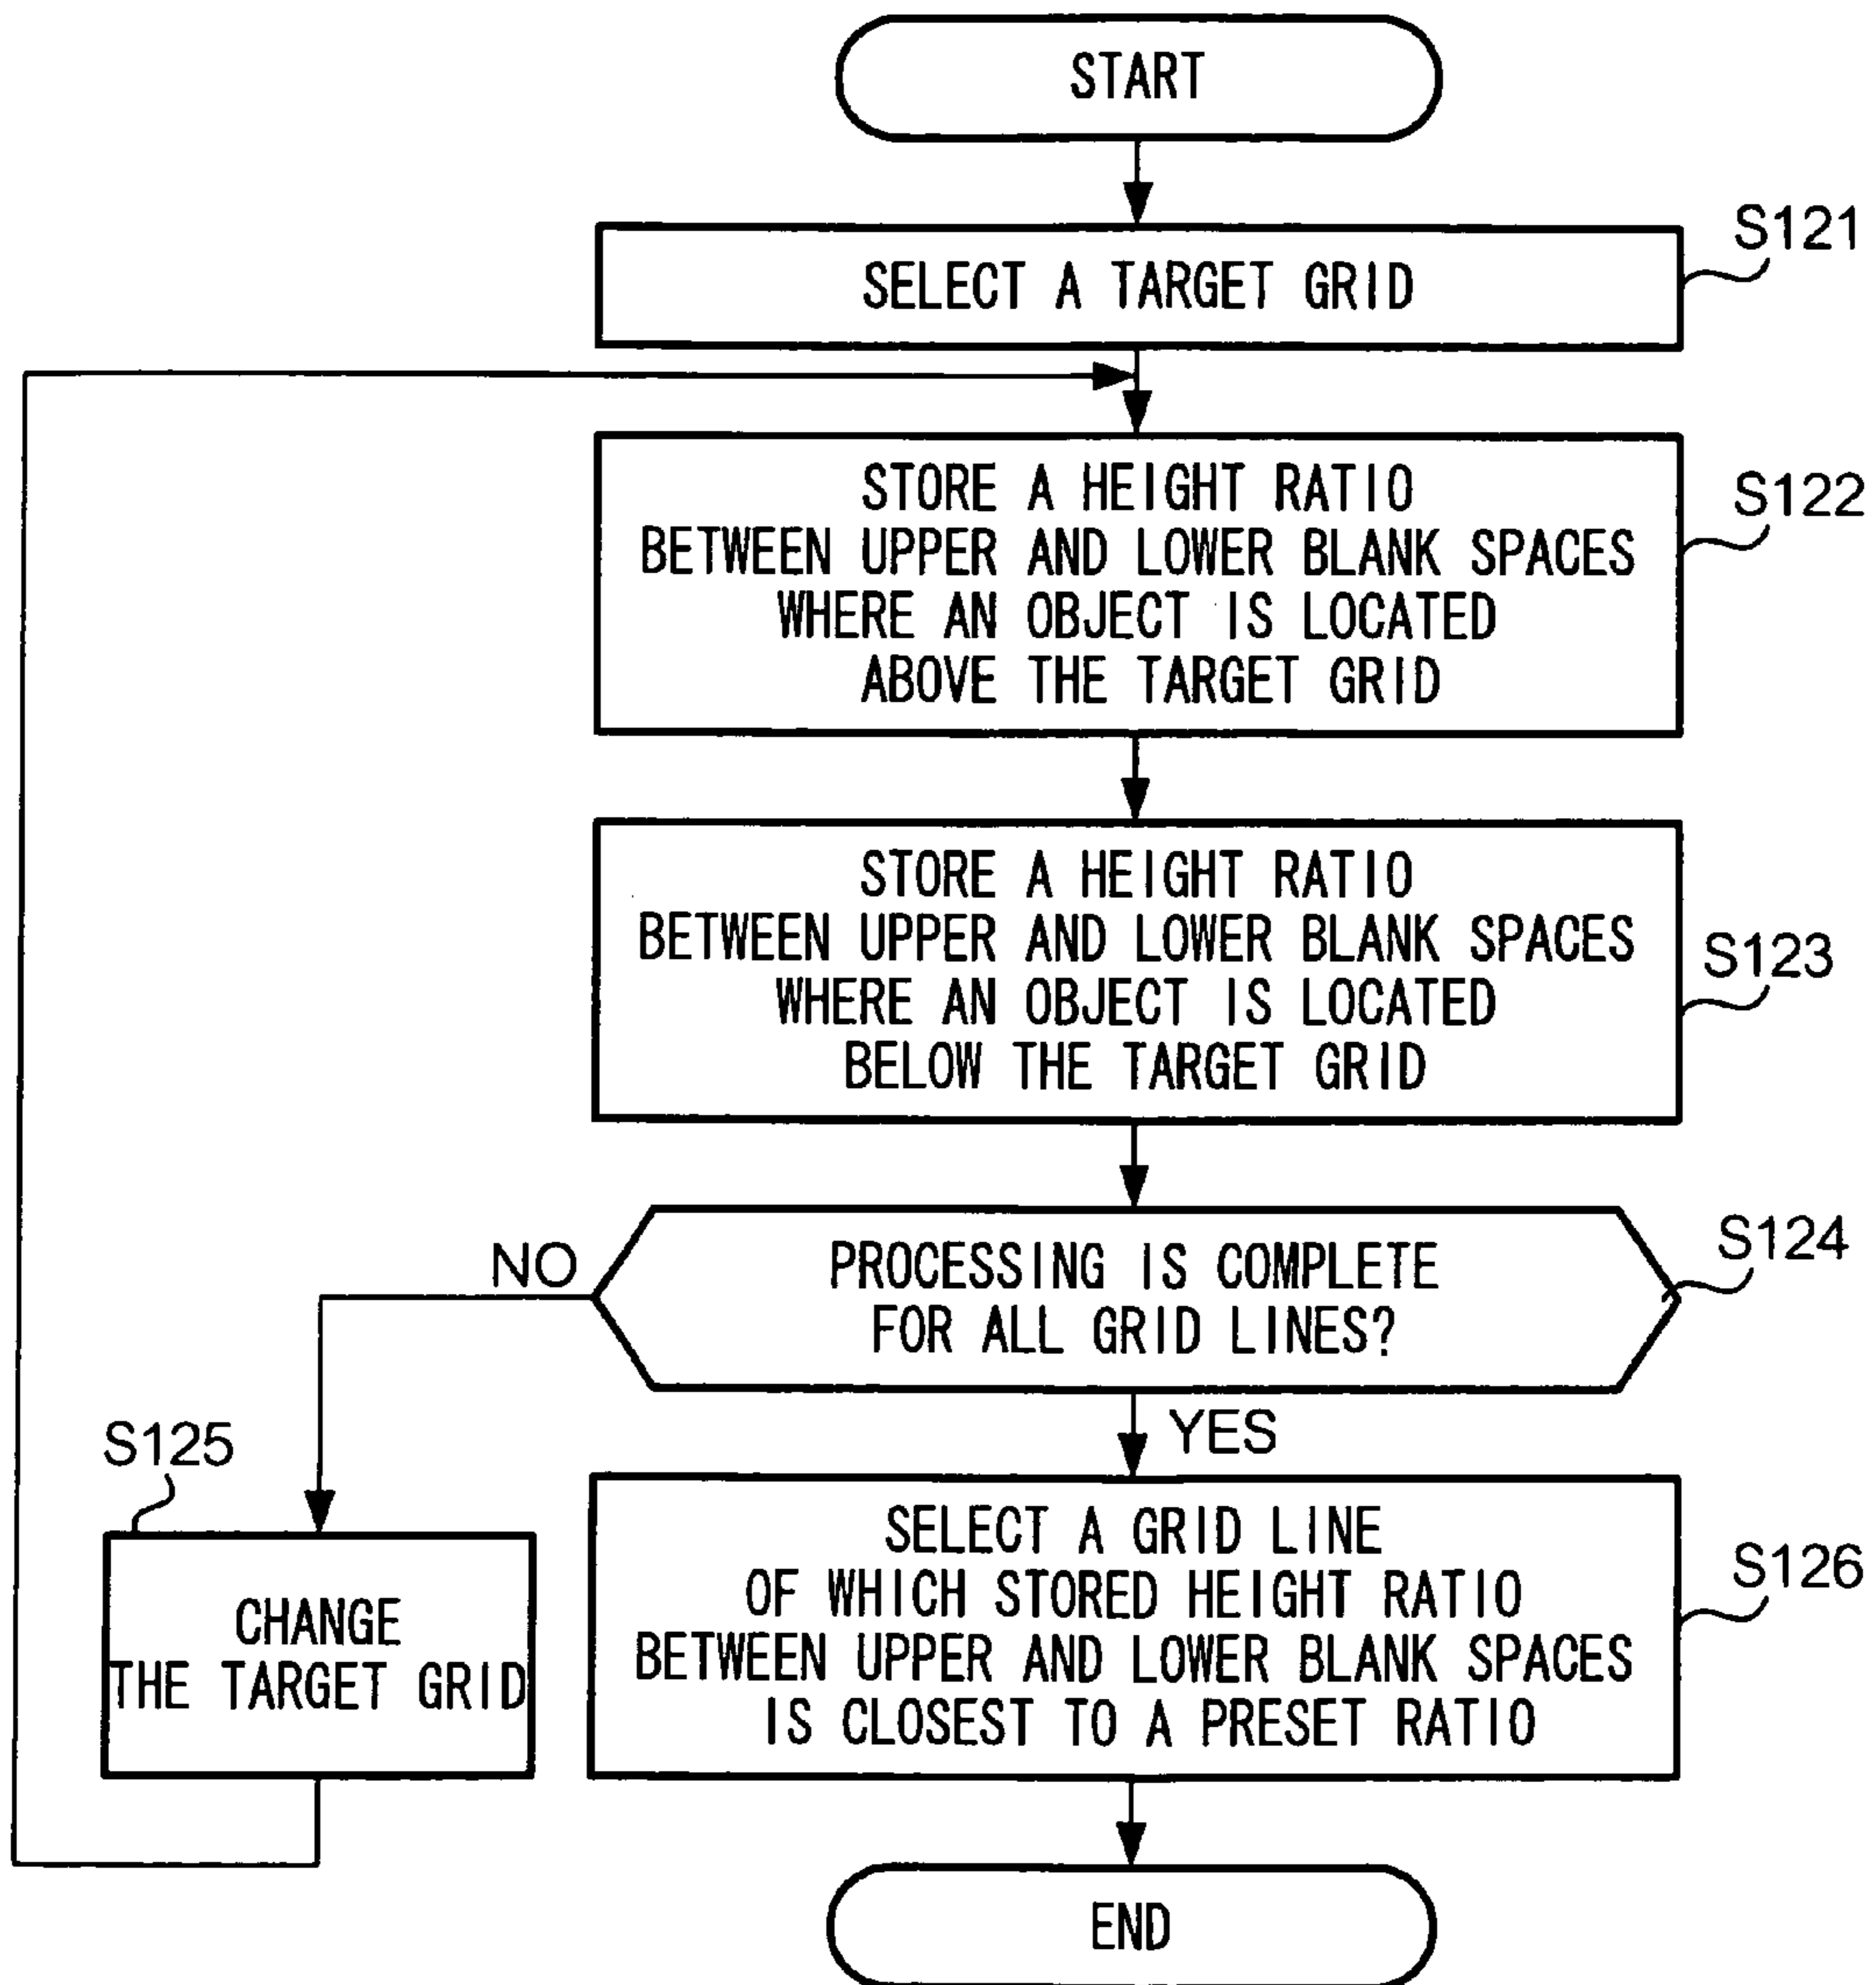 START
S121
SELECT A TARGET GRID
S122
STORE A HEIGHT RATIO
BETWEEN UPPER AND LOWER BLANK SPACES
WHERE AN OBJECT IS LOCATED
ABOVE THE TARGET GRID
S123
STORE A HEIGHT RATIO
BETWEEN UPPER AND LOWER BLANK SPACES
WHERE AN OBJECT IS LOCATED
BELOW THE TARGET GRID
S124
PROCESSING IS COMPLETE
FOR ALL GRID LINES?
NO
YES
S125
CHANGE
THE TARGET GRID
S126
SELECT A GRID LINE
OF WHICH STORED HEIGHT RATIO
BETWEEN UPPER AND LOWER BLANK SPACES
IS CLOSEST TO A PRESET RATIO
END